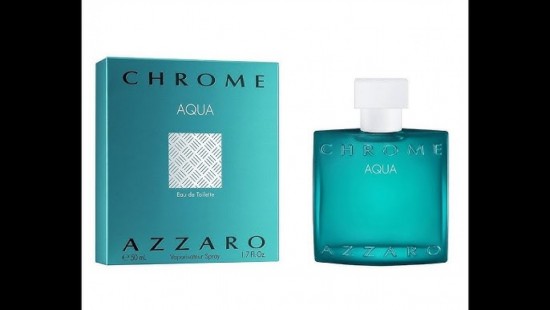 CHROME
AQUA
Eau de Toilette
AZZARO
e 50 mL Vaporisateur Spray 1.7 fl.Oz.
CHROME
AQUA
AZZARO